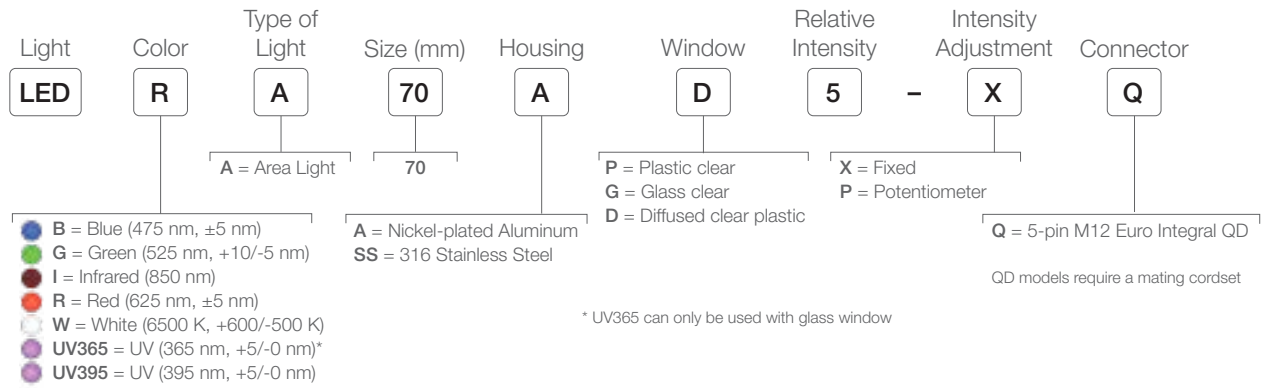 Light Color Type of Light Size (mm) Housing Window Relative Intensity Intensity Adjustment Connector
LED R A 70 A D 5 – X Q
A = Area Light
70
P = Plastic clear
G = Glass clear
D = Diffused clear plastic
X = Fixed
P = Potentiometer
B = Blue (475 nm, ±5 nm)
G = Green (525 nm, +10/-5 nm)
I = Infrared (850 nm)
R = Red (625 nm, ±5 nm)
W = White (6500 K, +600/-500 K)
UV365 = UV (365 nm, +5/-0 nm)*
UV395 = UV (395 nm, +5/-0 nm)
A = Nickel-plated Aluminum
SS = 316 Stainless Steel
Q = 5-pin M12 Euro Integral QD
QD models require a mating cordset
* UV365 can only be used with glass window